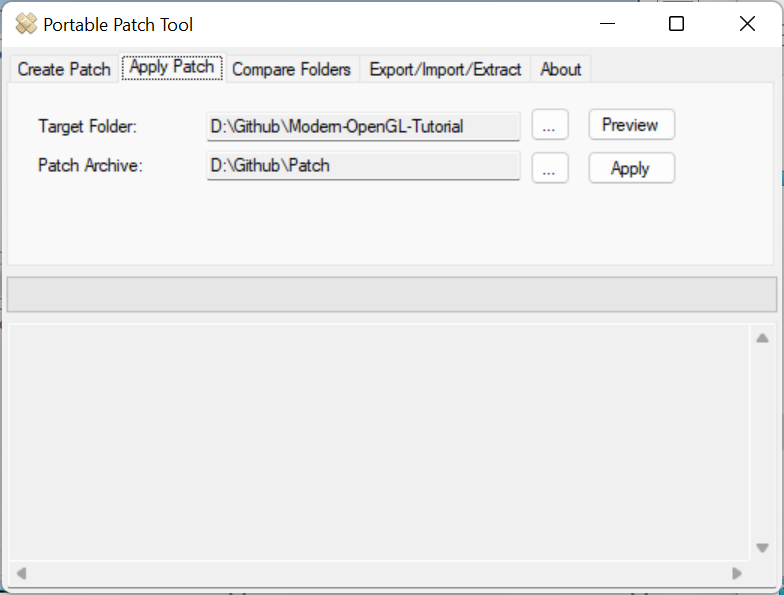 Portable Patch Tool
Create Patch Apply Patch Compare Folders Export/Import/Extract About
Target Folder: D:\Github\Modern-OpenGL-Tutorial ... Preview
Patch Archive: D:\Github\Patch ... Apply